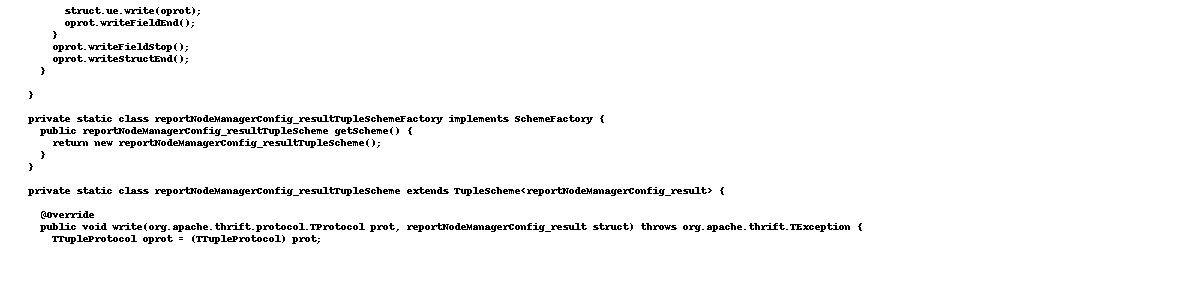 struct.ue.write(oprot);
      oprot.writeFieldEnd();
    }
    oprot.writeFieldStop();
    oprot.writeStructEnd();
  }

}

private static class reportNodeManagerConfig_resultTupleSchemeFactory implements SchemeFactory {
  public reportNodeManagerConfig_resultTupleScheme getScheme() {
    return new reportNodeManagerConfig_resultTupleScheme();
  }
}

private static class reportNodeManagerConfig_resultTupleScheme extends TupleScheme<reportNodeManagerConfig_result> {

  @Override
  public void write(org.apache.thrift.protocol.TProtocol prot, reportNodeManagerConfig_result struct) throws org.apache.thrift.TException {
    TTupleProtocol oprot = (TTupleProtocol) prot;